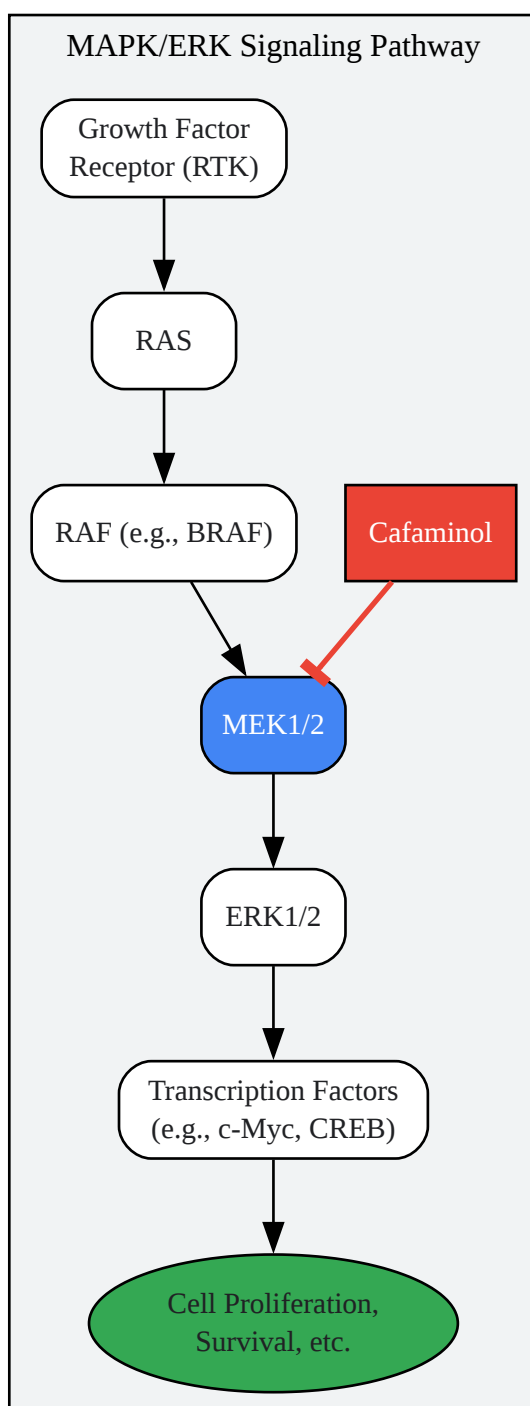 MAPK/ERK Signaling Pathway
Growth Factor
Receptor (RTK)
RAS
RAF (e.g., BRAF)
Cafaminol
MEK1/2
ERK1/2
Transcription Factors
(e.g., c-Myc, CREB)
Cell Proliferation,
Survival, etc.